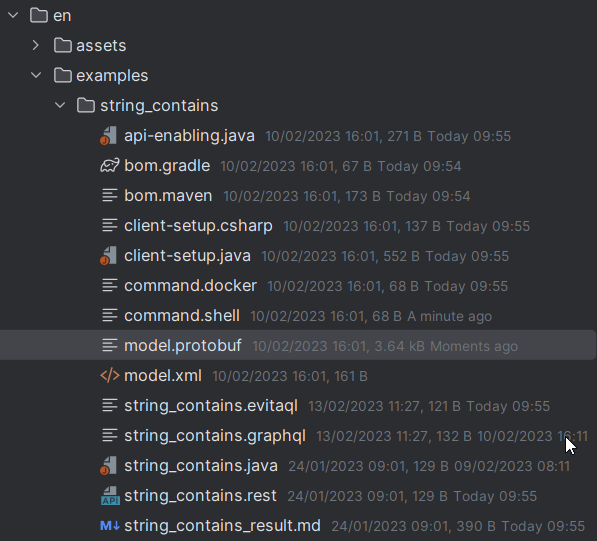 en
assets
examples
string_contains
api-enabling.java 10/02/2023 16:01, 271 B Today 09:55
bom.gradle 10/02/2023 16:01, 67 B Today 09:54
bom.maven 10/02/2023 16:01, 173 B Today 09:54
client-setup.csharp 10/02/2023 16:01, 137 B Today 09:55
client-setup.java 10/02/2023 16:01, 552 B Today 09:55
command.docker 10/02/2023 16:01, 68 B Today 09:55
command.shell 10/02/2023 16:01, 68 B A minute ago
model.protobuf 10/02/2023 16:01, 3.64 kB Moments ago
model.xml 10/02/2023 16:01, 161 B
string_contains.evitaql 13/02/2023 11:27, 121 B Today 09:55
string_contains.graphql 13/02/2023 11:27, 132 B 10/02/2023 16:11
string_contains.java 24/01/2023 09:01, 129 B 09/02/2023 08:11
API string_contains.rest 24/01/2023 09:01, 129 B Today 09:55
M↓ string_contains_result.md 24/01/2023 09:01, 390 B Today 09:55